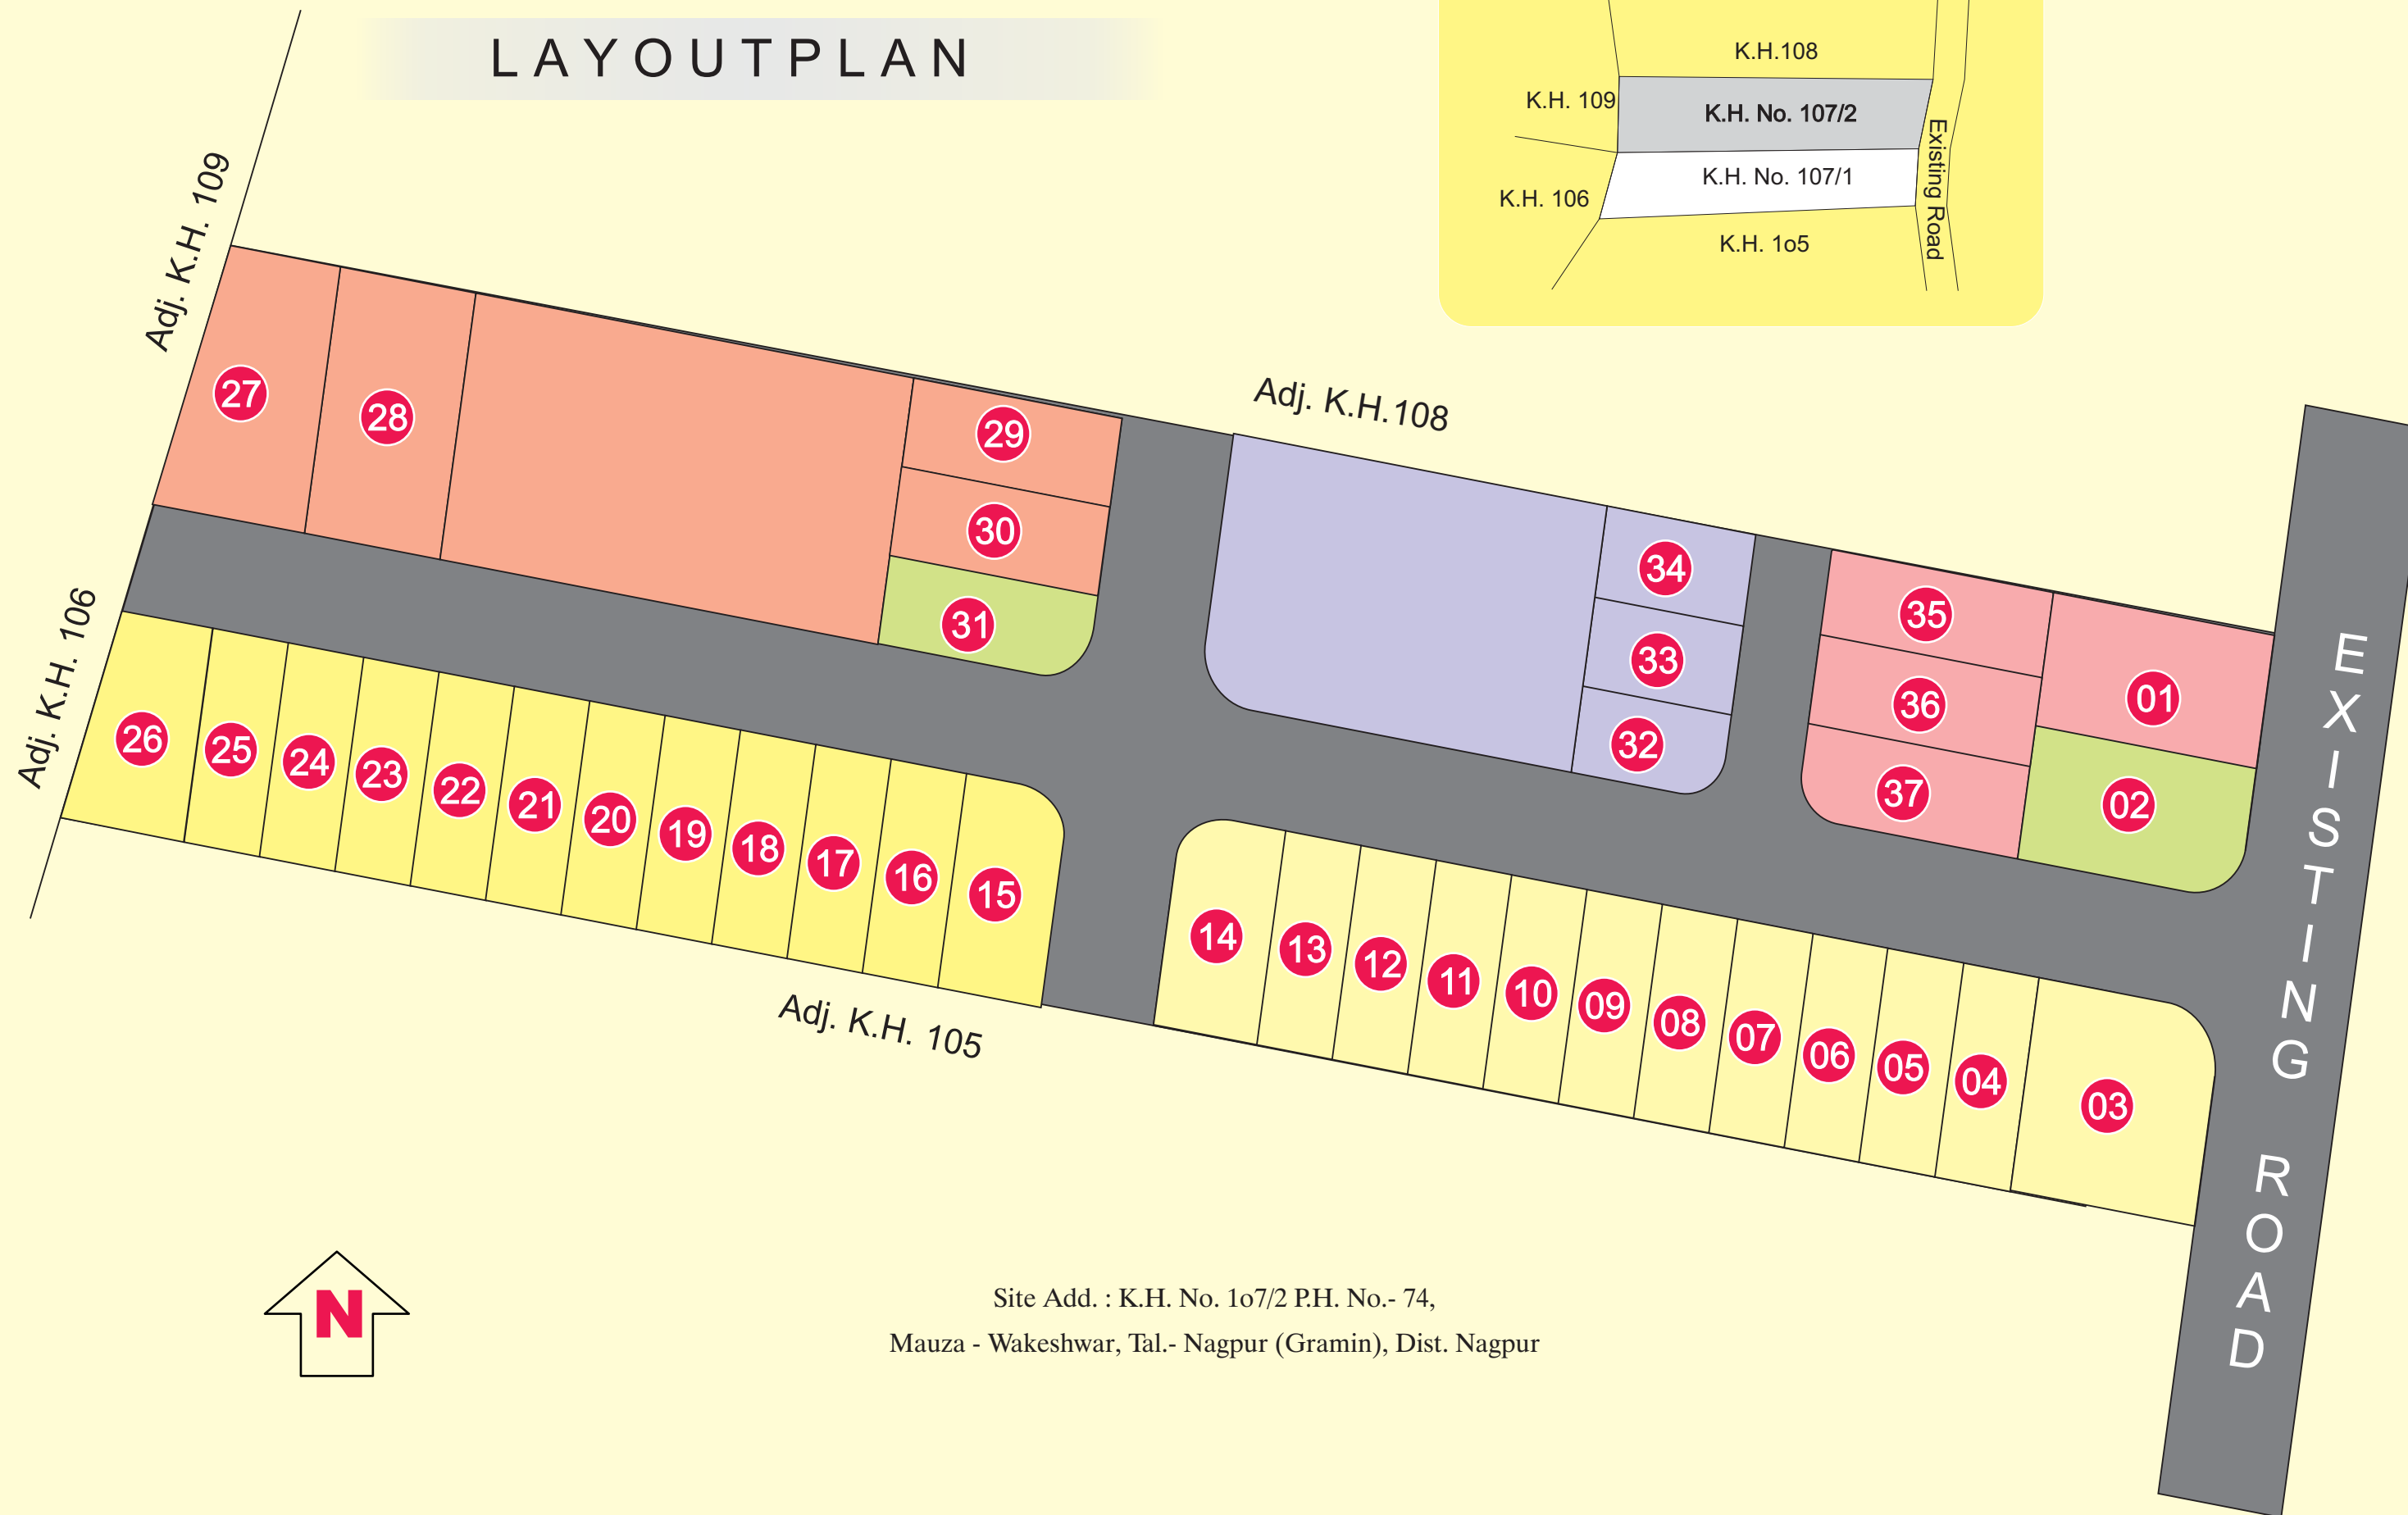 LAYOUTPLAN
K.H.108
K.H. 109
K.H. No. 107/2
K.H. No. 107/1
K.H. 106
K.H. 1o5
Existing Road
Adj. K.H. 109
Adj. K.H.108
27
28
29
30
31
34
33
32
35
36
37
01
02
Adj. K.H. 106
26
25
24
23
22
21
20
19
18
17
16
15
14
13
12
11
10
09
08
07
06
05
04
03
Adj. K.H. 105
EXISTING ROAD
N
Site Add. : K.H. No. 1o7/2 P.H. No.- 74,
Mauza - Wakeshwar, Tal.- Nagpur (Gramin), Dist. Nagpur